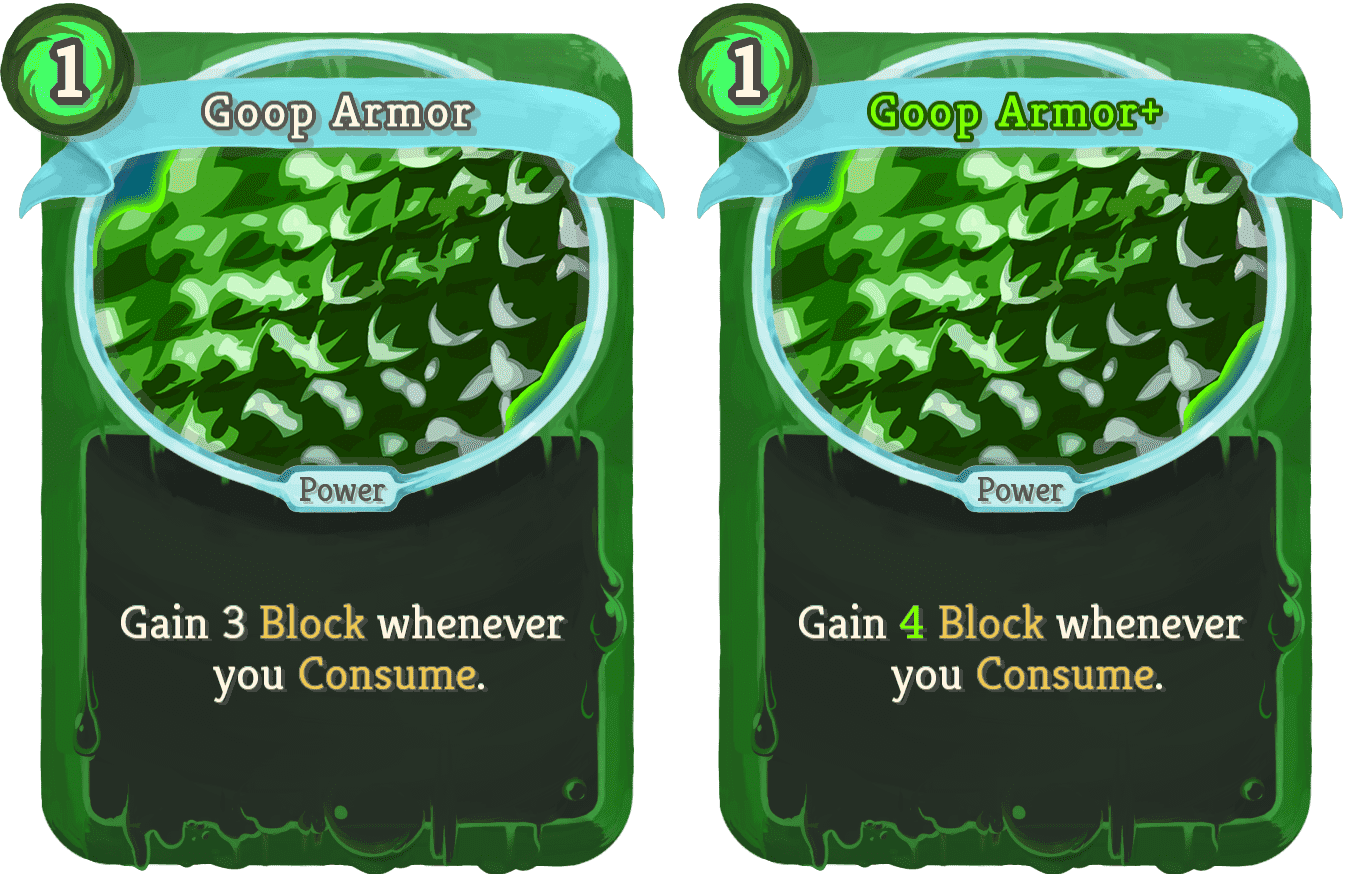 1
Goop Armor
Power
Gain 3 Block whenever
you Consume.
1
Goop Armor+
Power
Gain 4 Block whenever
you Consume.